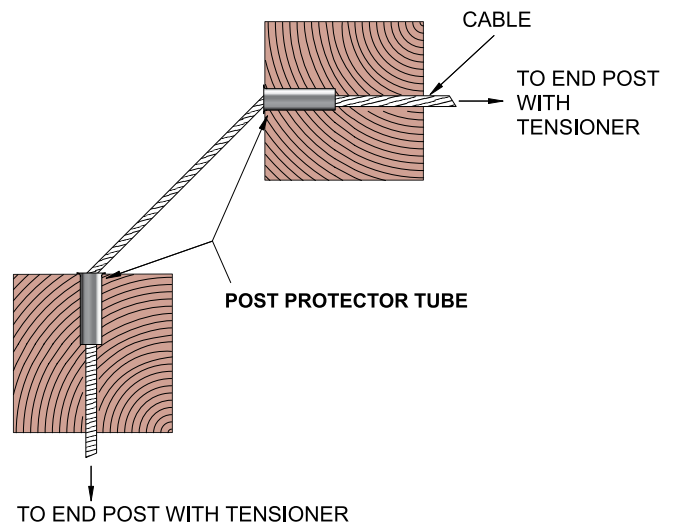 CABLE
TO END POST
WITH
TENSIONER
POST PROTECTOR TUBE
TO END POST WITH TENSIONER